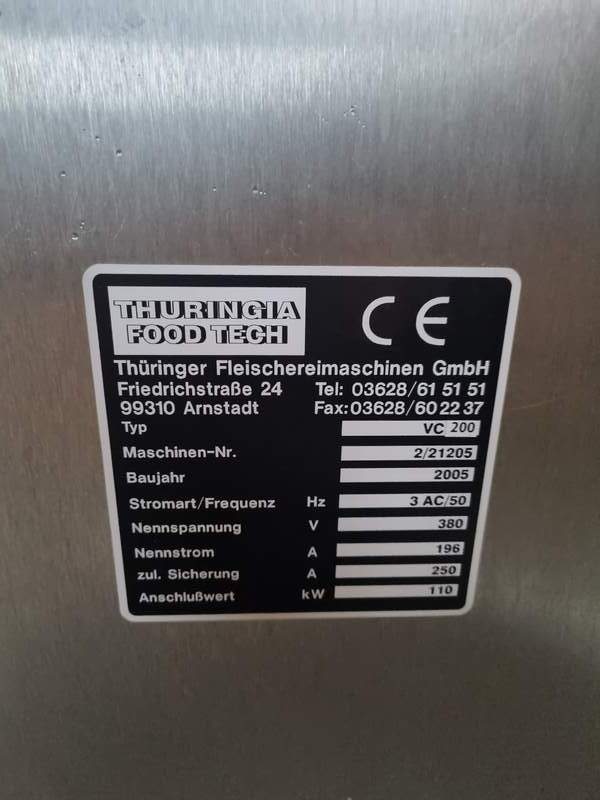 THURINGIA
FOOD TECH
CE
Thüringer Fleischereimaschinen GmbH
Friedrichstraße 24 Tel: 03628/61 51 51
99310 Arnstadt Fax: 03628/60 22 37
Typ VC 200
Maschinen-Nr. 2/21205
Baujahr 2005
Stromart/Frequenz Hz 3 AC/50
Nennspannung V 380
Nennstrom A 196
zul. Sicherung A 250
Anschlußwert kW 110